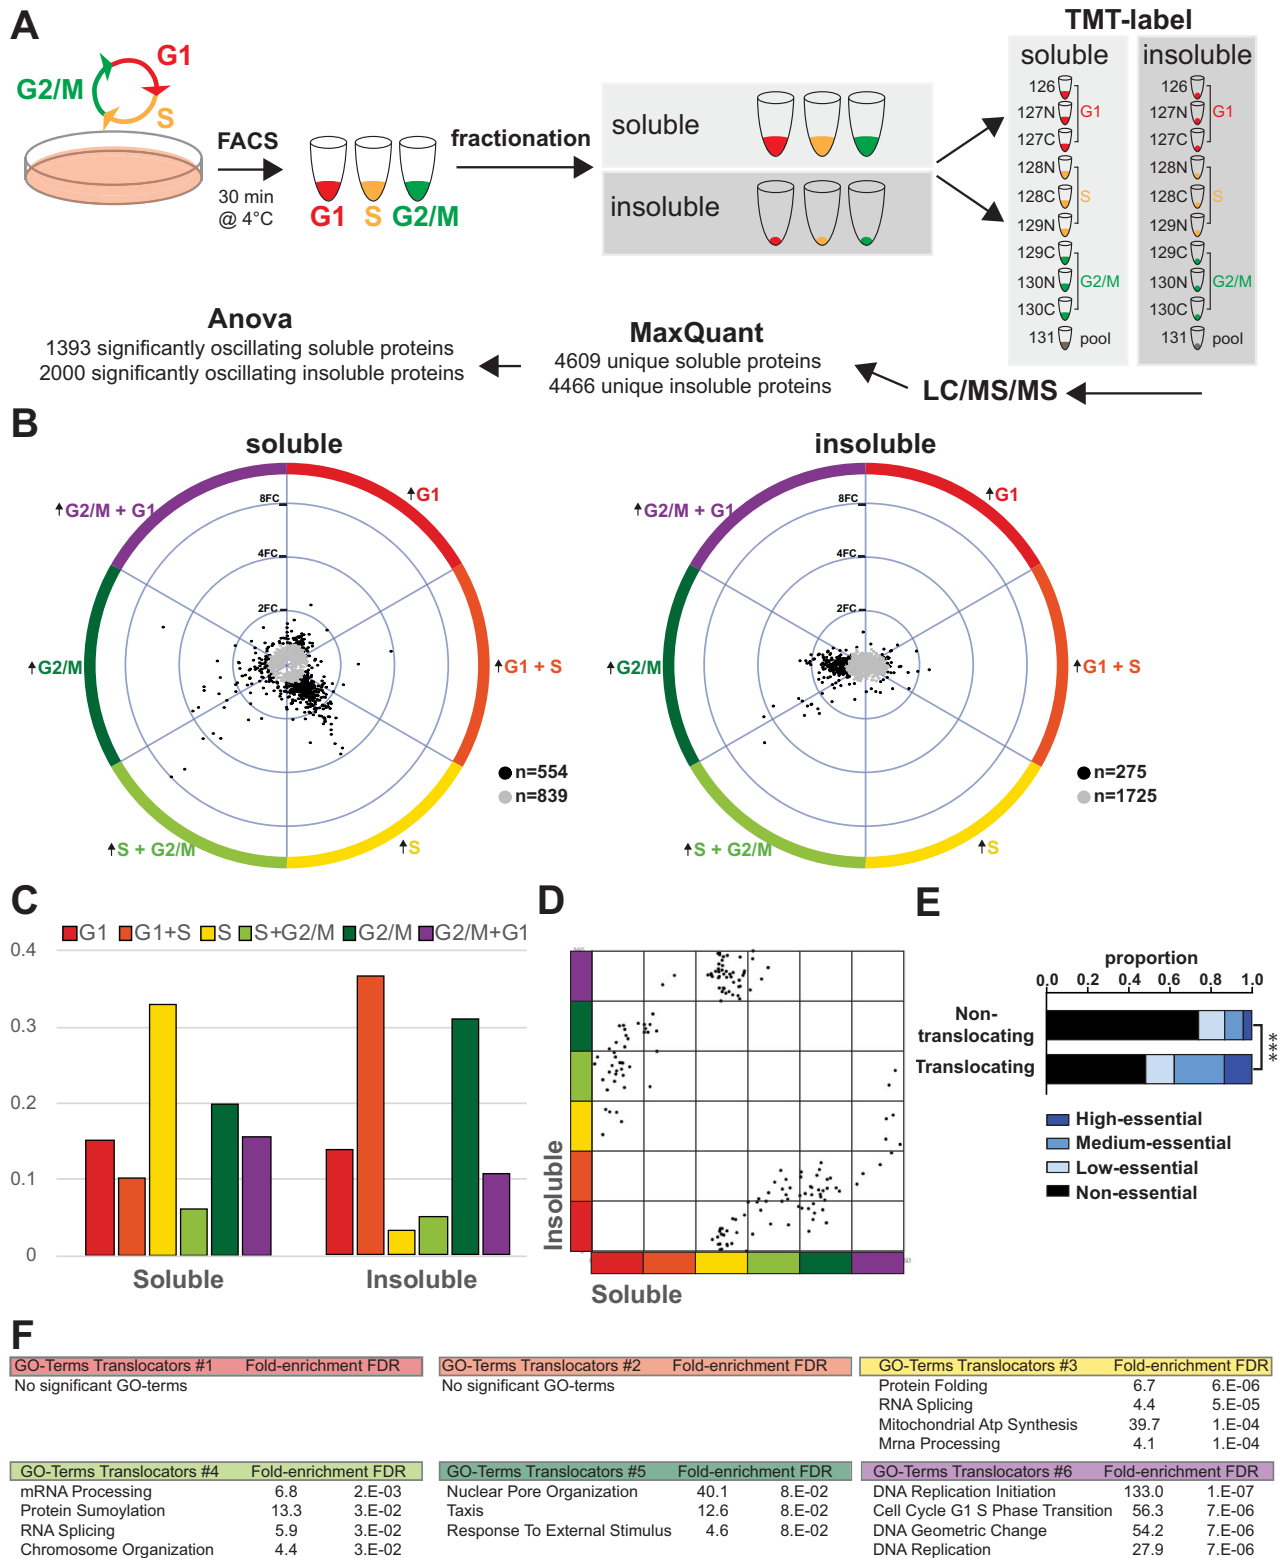 A
G1
G2/M
S
FACS
30 min
@ 4°C
G1 S G2/M
fractionation
soluble
insoluble
TMT-label
soluble insoluble
126 126
127N G1 127N G1
127C 127C
128N 128N
128C S 128C S
129N 129N
129C 129C
130N G2/M 130N G2/M
130C 130C
131 pool 131 pool
LC/MS/MS
MaxQuant
4609 unique soluble proteins
4466 unique insoluble proteins
Anova
1393 significantly oscillating soluble proteins
2000 significantly oscillating insoluble proteins
B
soluble
G1
G1 + S
S
S + G2/M
G2/M
G2/M + G1
8FC
4FC
2FC
n=554
n=839
insoluble
G1
G1 + S
S
S + G2/M
G2/M
G2/M + G1
8FC
4FC
2FC
n=275
n=1725
C
G1 G1+S S S+G2/M G2/M G2/M+G1
0.4
0.3
0.2
0.1
0
Soluble Insoluble
D
Insoluble
Soluble
E
proportion
0.0 0.2 0.4 0.6 0.8 1.0
Non-
translocating
Translocating
***
High-essential
Medium-essential
Low-essential
Non-essential
F
GO-Terms Translocators #1 Fold-enrichment FDR
No significant GO-terms
GO-Terms Translocators #2 Fold-enrichment FDR
No significant GO-terms
GO-Terms Translocators #3 Fold-enrichment FDR
Protein Folding 6.7 6.E-06
RNA Splicing 4.4 5.E-05
Mitochondrial Atp Synthesis 39.7 1.E-04
Mrna Processing 4.1 1.E-04
GO-Terms Translocators #4 Fold-enrichment FDR
mRNA Processing 6.8 2.E-03
Protein Sumoylation 13.3 3.E-02
RNA Splicing 5.9 3.E-02
Chromosome Organization 4.4 3.E-02
GO-Terms Translocators #5 Fold-enrichment FDR
Nuclear Pore Organization 40.1 8.E-02
Taxis 12.6 8.E-02
Response To External Stimulus 4.6 8.E-02
GO-Terms Translocators #6 Fold-enrichment FDR
DNA Replication Initiation 133.0 1.E-07
Cell Cycle G1 S Phase Transition 56.3 7.E-06
DNA Geometric Change 54.2 7.E-06
DNA Replication 27.9 7.E-06